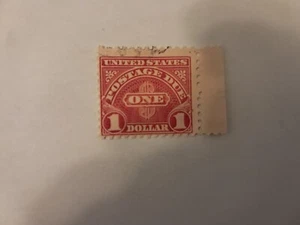 UNITED STATES
POSTAGE DUE
ONE
1 DOLLAR 1